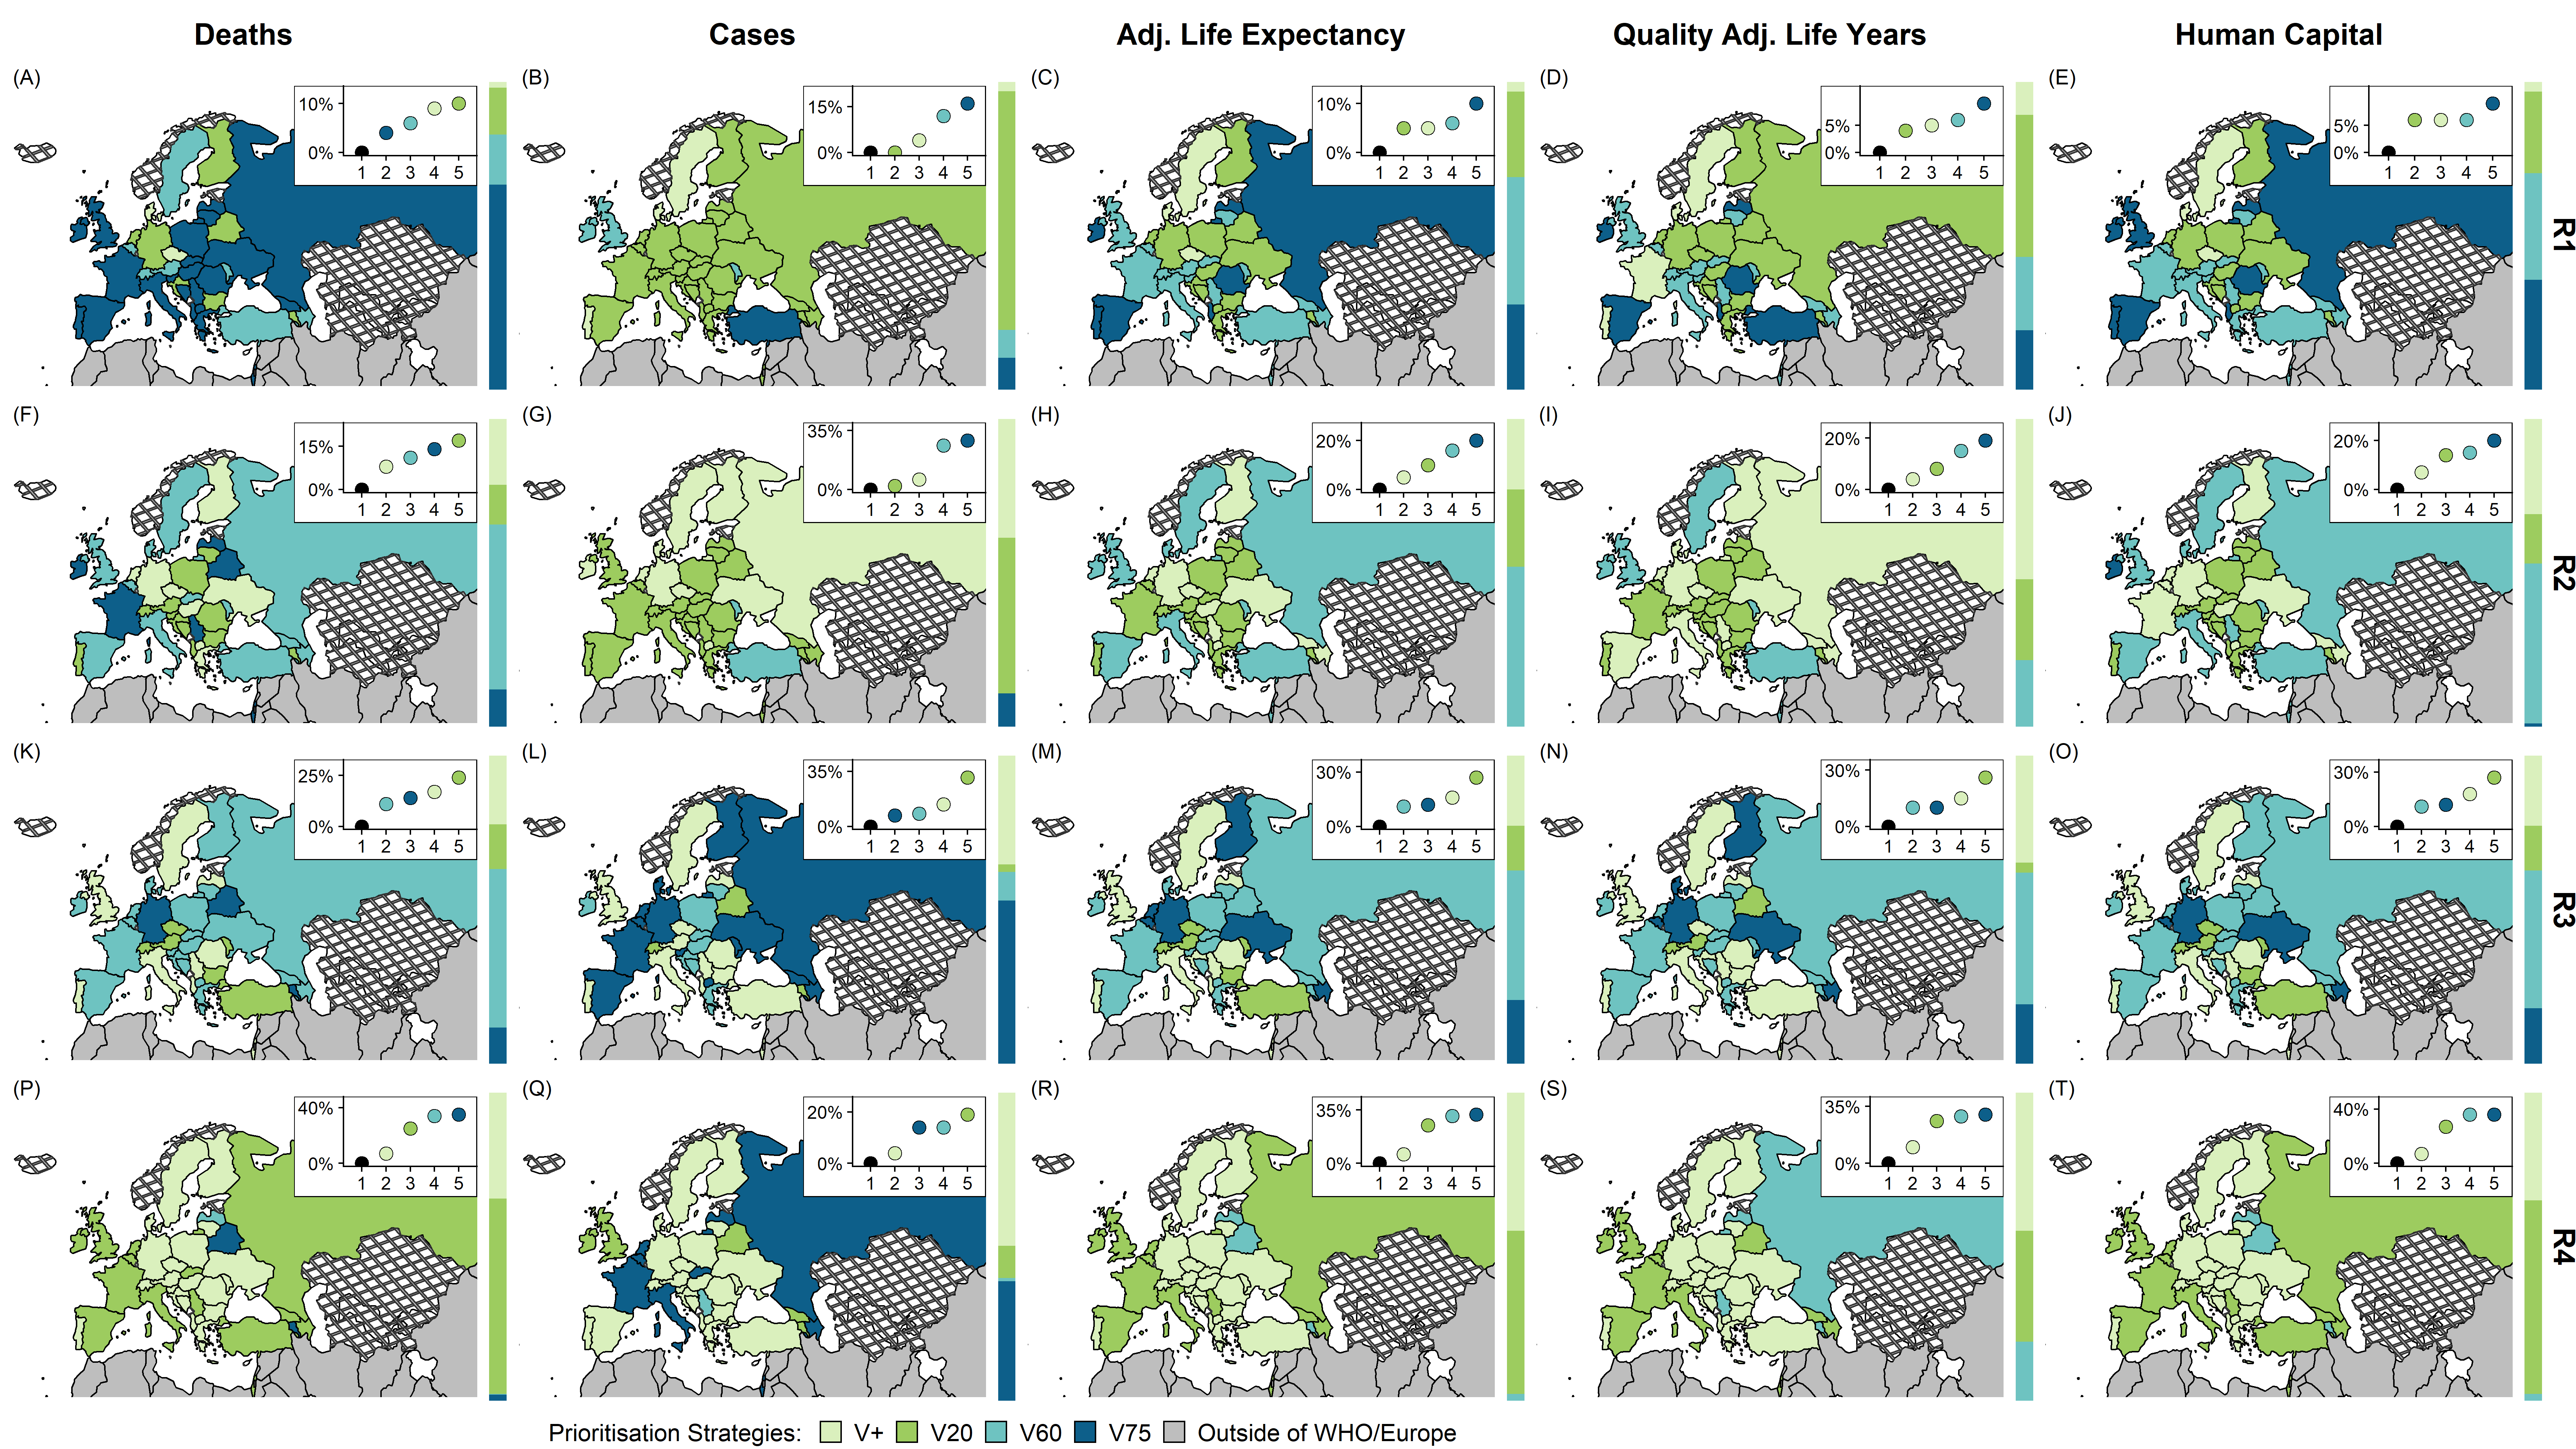 Deaths Cases Adj. Life Expectancy Quality Adj. Life Years Human Capital
(A) (B) (C) (D) (E)
10%
0%
1 2 3 4 5
15%
0%
1 2 3 4 5
10%
0%
1 2 3 4 5
5%
0%
1 2 3 4 5
5%
0%
1 2 3 4 5
R1
(F) (G) (H) (I) (J)
15%
0%
1 2 3 4 5
35%
0%
1 2 3 4 5
20%
0%
1 2 3 4 5
20%
0%
1 2 3 4 5
20%
0%
1 2 3 4 5
R2
(K) (L) (M) (N) (O)
25%
0%
1 2 3 4 5
35%
0%
1 2 3 4 5
30%
0%
1 2 3 4 5
30%
0%
1 2 3 4 5
30%
0%
1 2 3 4 5
R3
(P) (Q) (R) (S) (T)
40%
0%
1 2 3 4 5
20%
0%
1 2 3 4 5
35%
0%
1 2 3 4 5
35%
0%
1 2 3 4 5
40%
0%
1 2 3 4 5
R4
Prioritisation Strategies: V+ V20 V60 V75 Outside of WHO/Europe